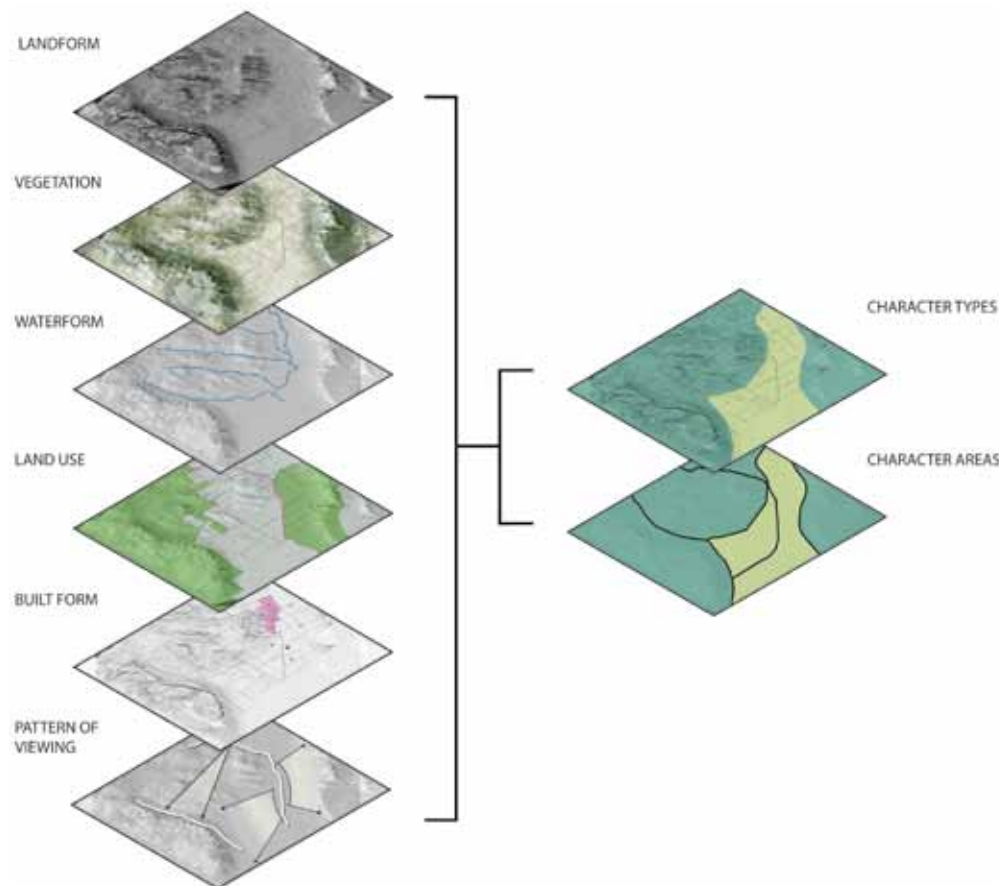 LANDFORM
VEGETATION
WATERFORM
LAND USE
BUILT FORM
PATTERN OF
VIEWING
CHARACTER TYPES
CHARACTER AREAS